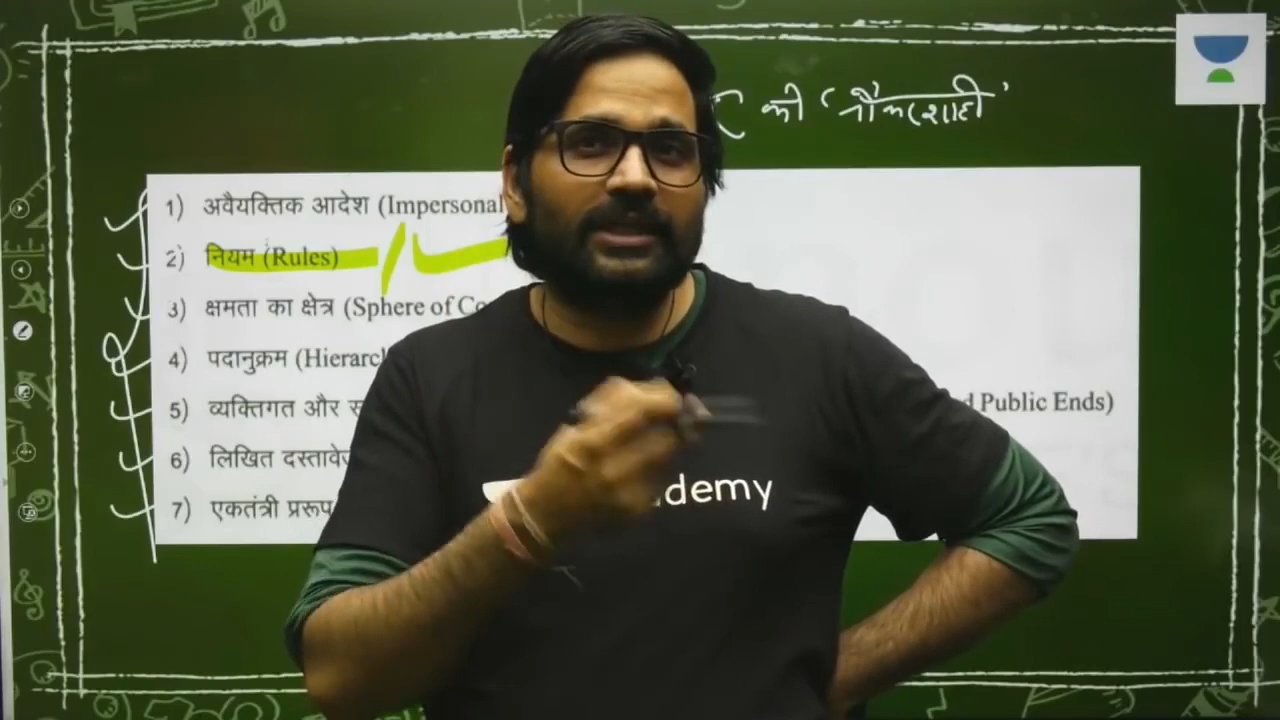 को 'नौकरशाही'
1) अवैयक्तिक आदेश (Impersonal
2) नियम (Rules)
3) क्षमता का क्षेत्र (Sphere of Co
4) पदानुक्रम (Hierarch
5) व्यक्तिगत और स d Public Ends)
6) लिखित दस्तावेज
7) एकतंत्री प्ररूप
demy